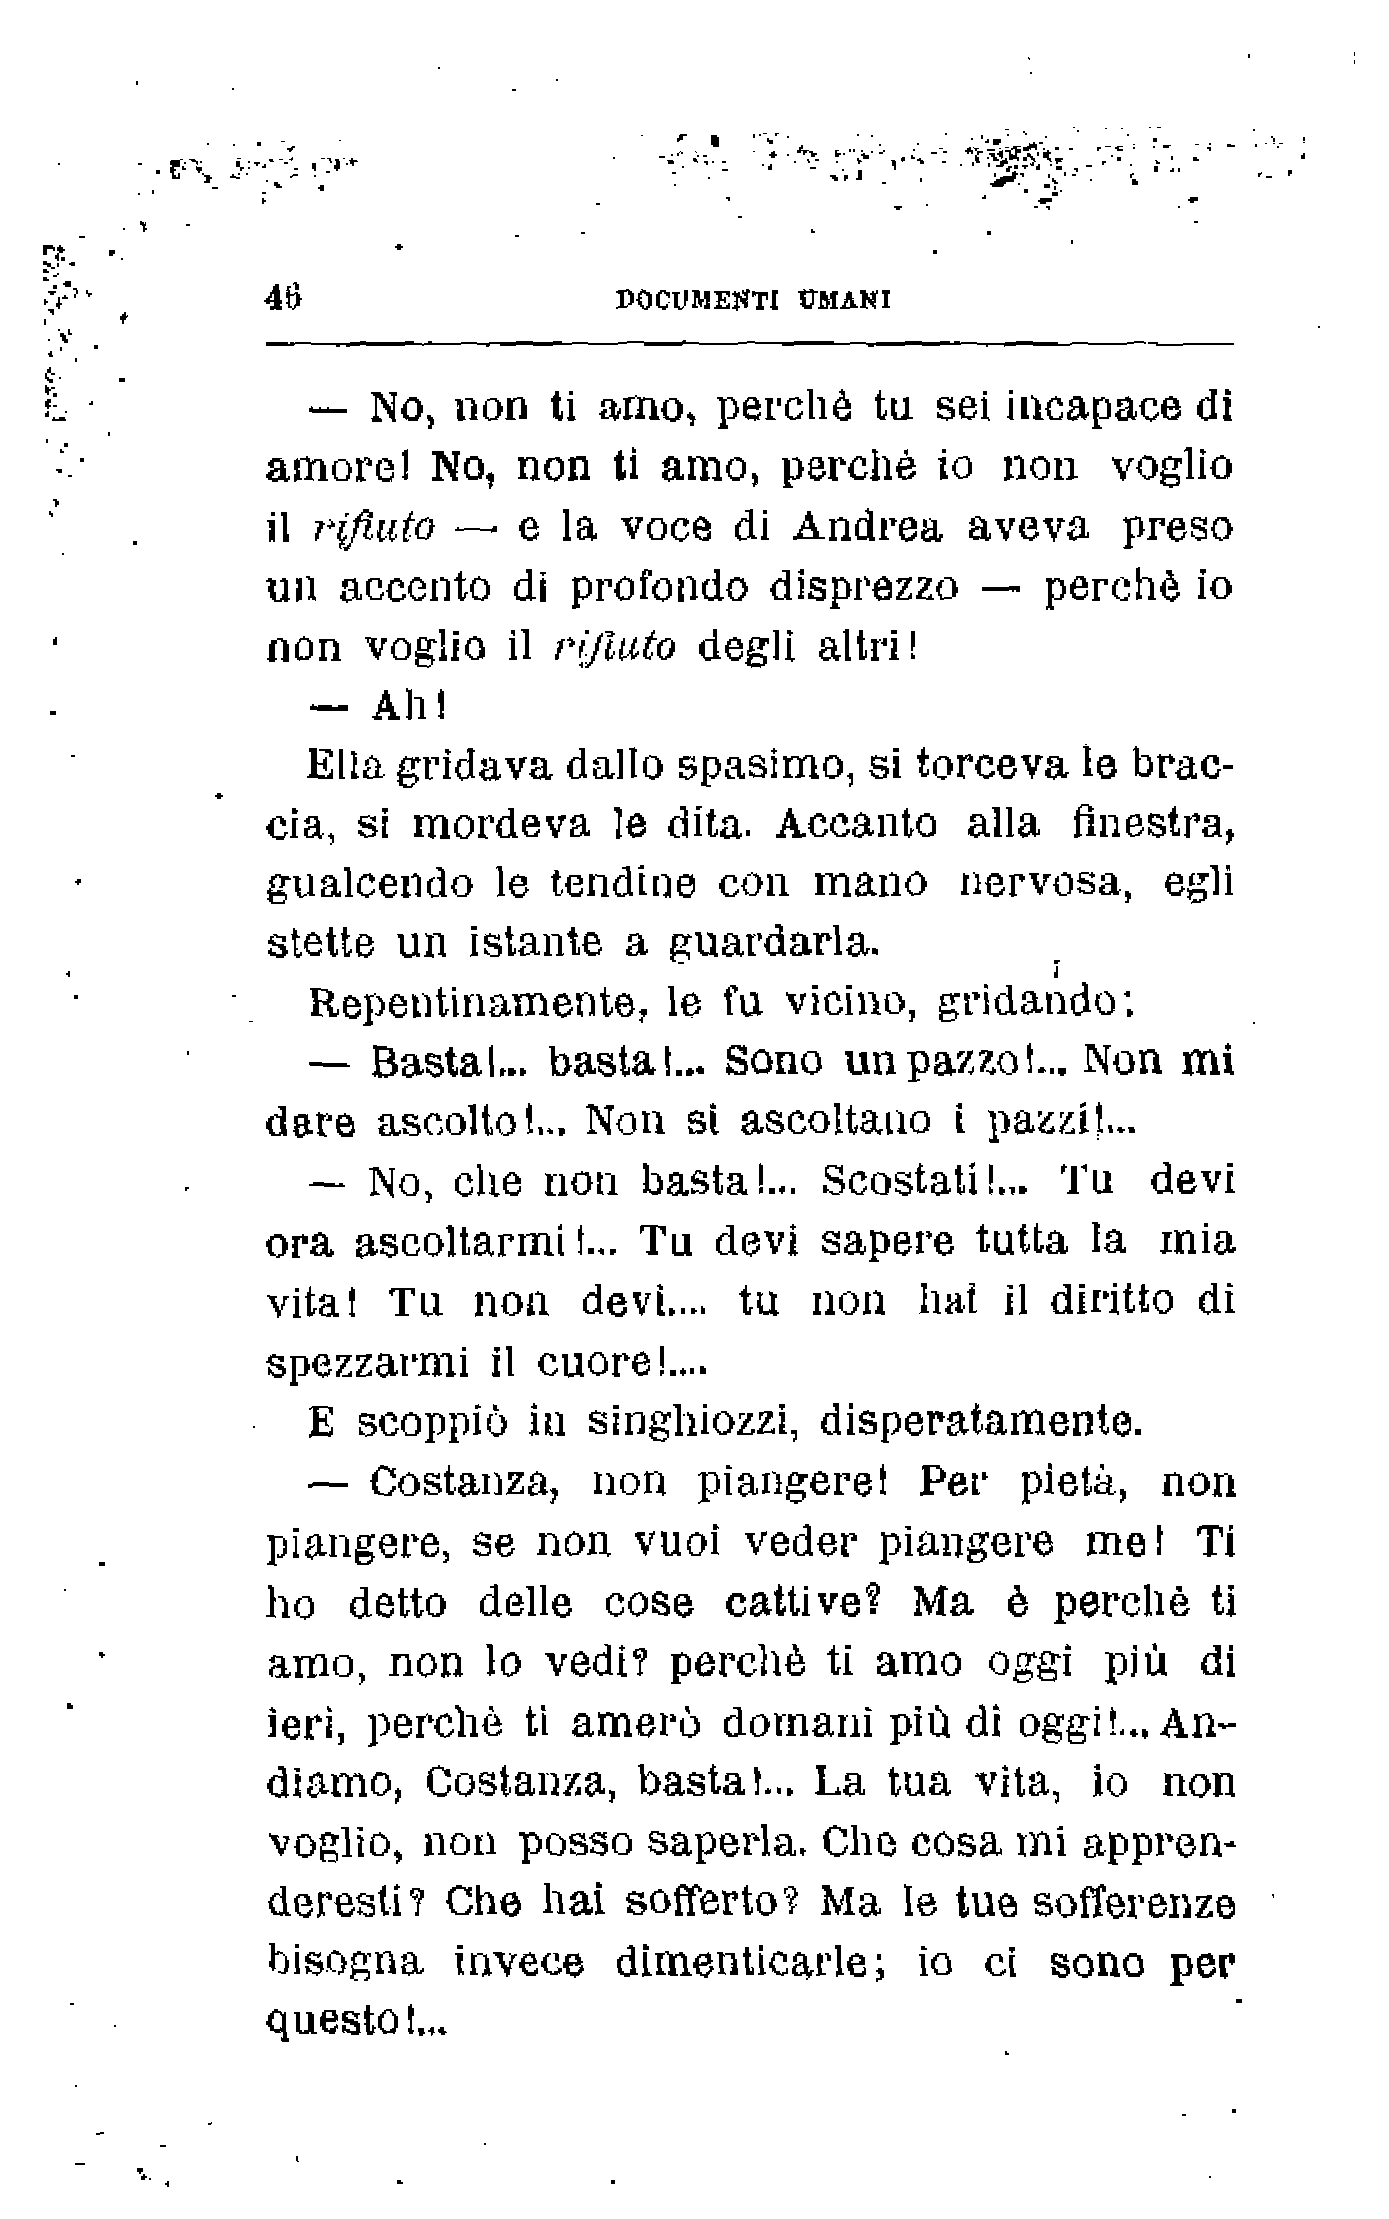 46 DOCUMENTI UMANI
— No, non ti amo, perchè tu sei incapace di
amore! No, non ti amo, perchè io non voglio
il rifiuto — e la voce di Andrea aveva preso
un accento di profondo disprezzo — perchè io
non voglio il rifiuto degli altri!
— Ah!
Ella gridava dallo spasimo, si torceva le brac-
cia, si mordeva le dita. Accanto alla finestra,
gualcendo le tendine con mano nervosa, egli
stette un istante a guardarla.
Repentinamente, le fu vicino, gridando:
— Basta!... basta!... Sono un pazzo!... Non mi
dare ascolto!... Non si ascoltano i pazzi!...
— No, che non basta!... Scostati!... Tu devi
ora ascoltarmi!... Tu devi sapere tutta la mia
vita! Tu non devi.... tu non hai il diritto di
spezzarmi il cuore!....
E scoppiò in singhiozzi, disperatamente.
— Costanza, non piangere! Per pietà, non
piangere, se non vuoi veder piangere me! Ti
ho detto delle cose cattive? Ma è perchè ti
amo, non lo vedi? perchè ti amo oggi più di
ieri, perchè ti amerò domani più di oggi!... An-
diamo, Costanza, basta!... La tua vita, io non
voglio, non posso saperla. Che cosa mi appren-
deresti? Che hai sofferto? Ma le tue sofferenze
bisogna invece dimenticarle; io ci sono per
questo!...